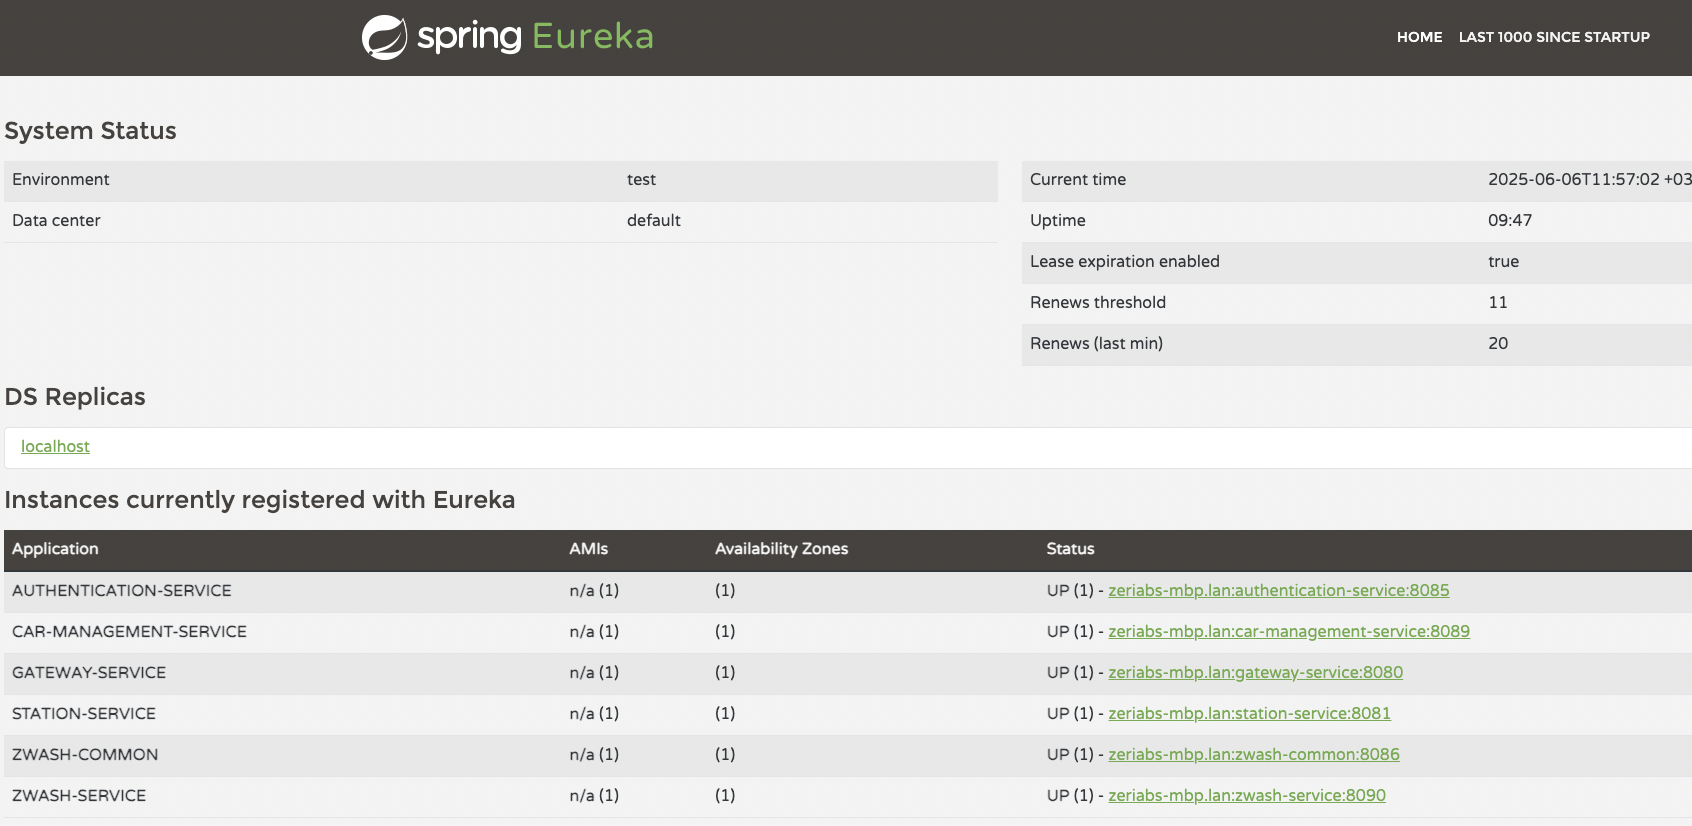 spring Eureka
HOME LAST 1000 SINCE STARTUP
System Status
Environment test
Data center default
Current time 2025-06-06T11:57:02 +03
Uptime 09:47
Lease expiration enabled true
Renews threshold 11
Renews (last min) 20
DS Replicas
localhost
Instances currently registered with Eureka
Application AMIs Availability Zones Status
AUTHENTICATION-SERVICE n/a (1) (1) UP (1) - zeriabs-mbp.lan:authentication-service:8085
CAR-MANAGEMENT-SERVICE n/a (1) (1) UP (1) - zeriabs-mbp.lan:car-management-service:8089
GATEWAY-SERVICE n/a (1) (1) UP (1) - zeriabs-mbp.lan:gateway-service:8080
STATION-SERVICE n/a (1) (1) UP (1) - zeriabs-mbp.lan:station-service:8081
ZWASH-COMMON n/a (1) (1) UP (1) - zeriabs-mbp.lan:zwash-common:8086
ZWASH-SERVICE n/a (1) (1) UP (1) - zeriabs-mbp.lan:zwash-service:8090